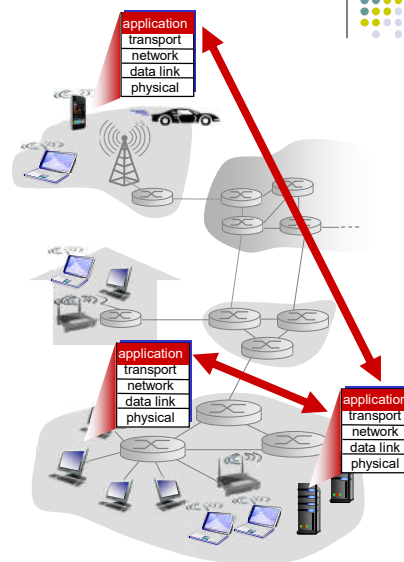 application
transport
network
data link
physical
application
transport
network
data link
physical
application
transport
network
data link
physical